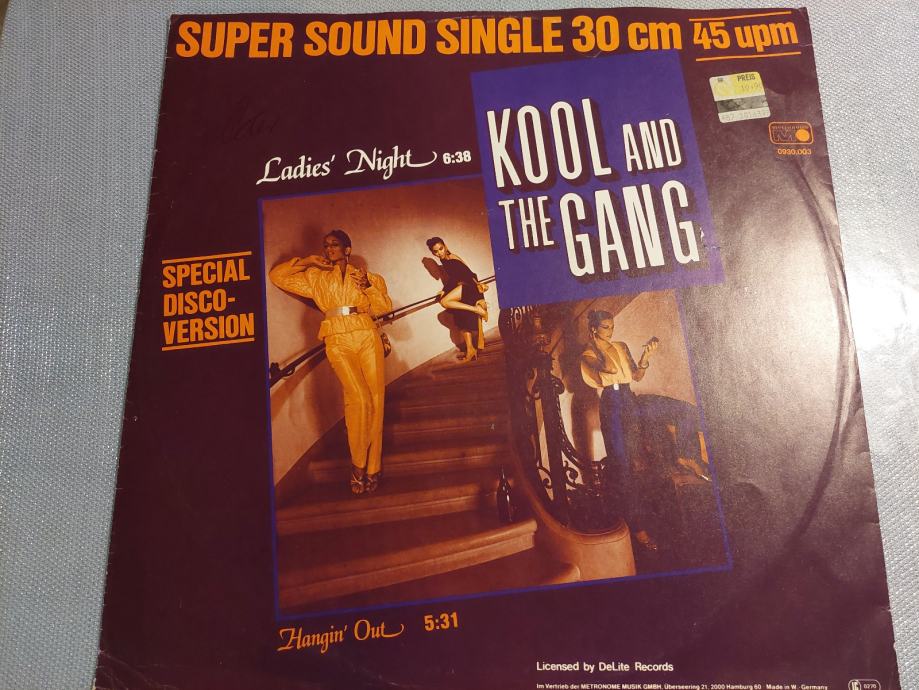 SUPER SOUND SINGLE 30 cm 45 upm
PREIS
KOOL AND
THE GANG
0930.003
Ladies' Night 6:38
SPECIAL
DISCO-
VERSION
Hangin' Out 5:31
Licensed by DeLite Records
Im Vertrieb der METRONOME MUSIK GMBH, Überseering 21, 2000 Hamburg 60 · Made in W.-Germany